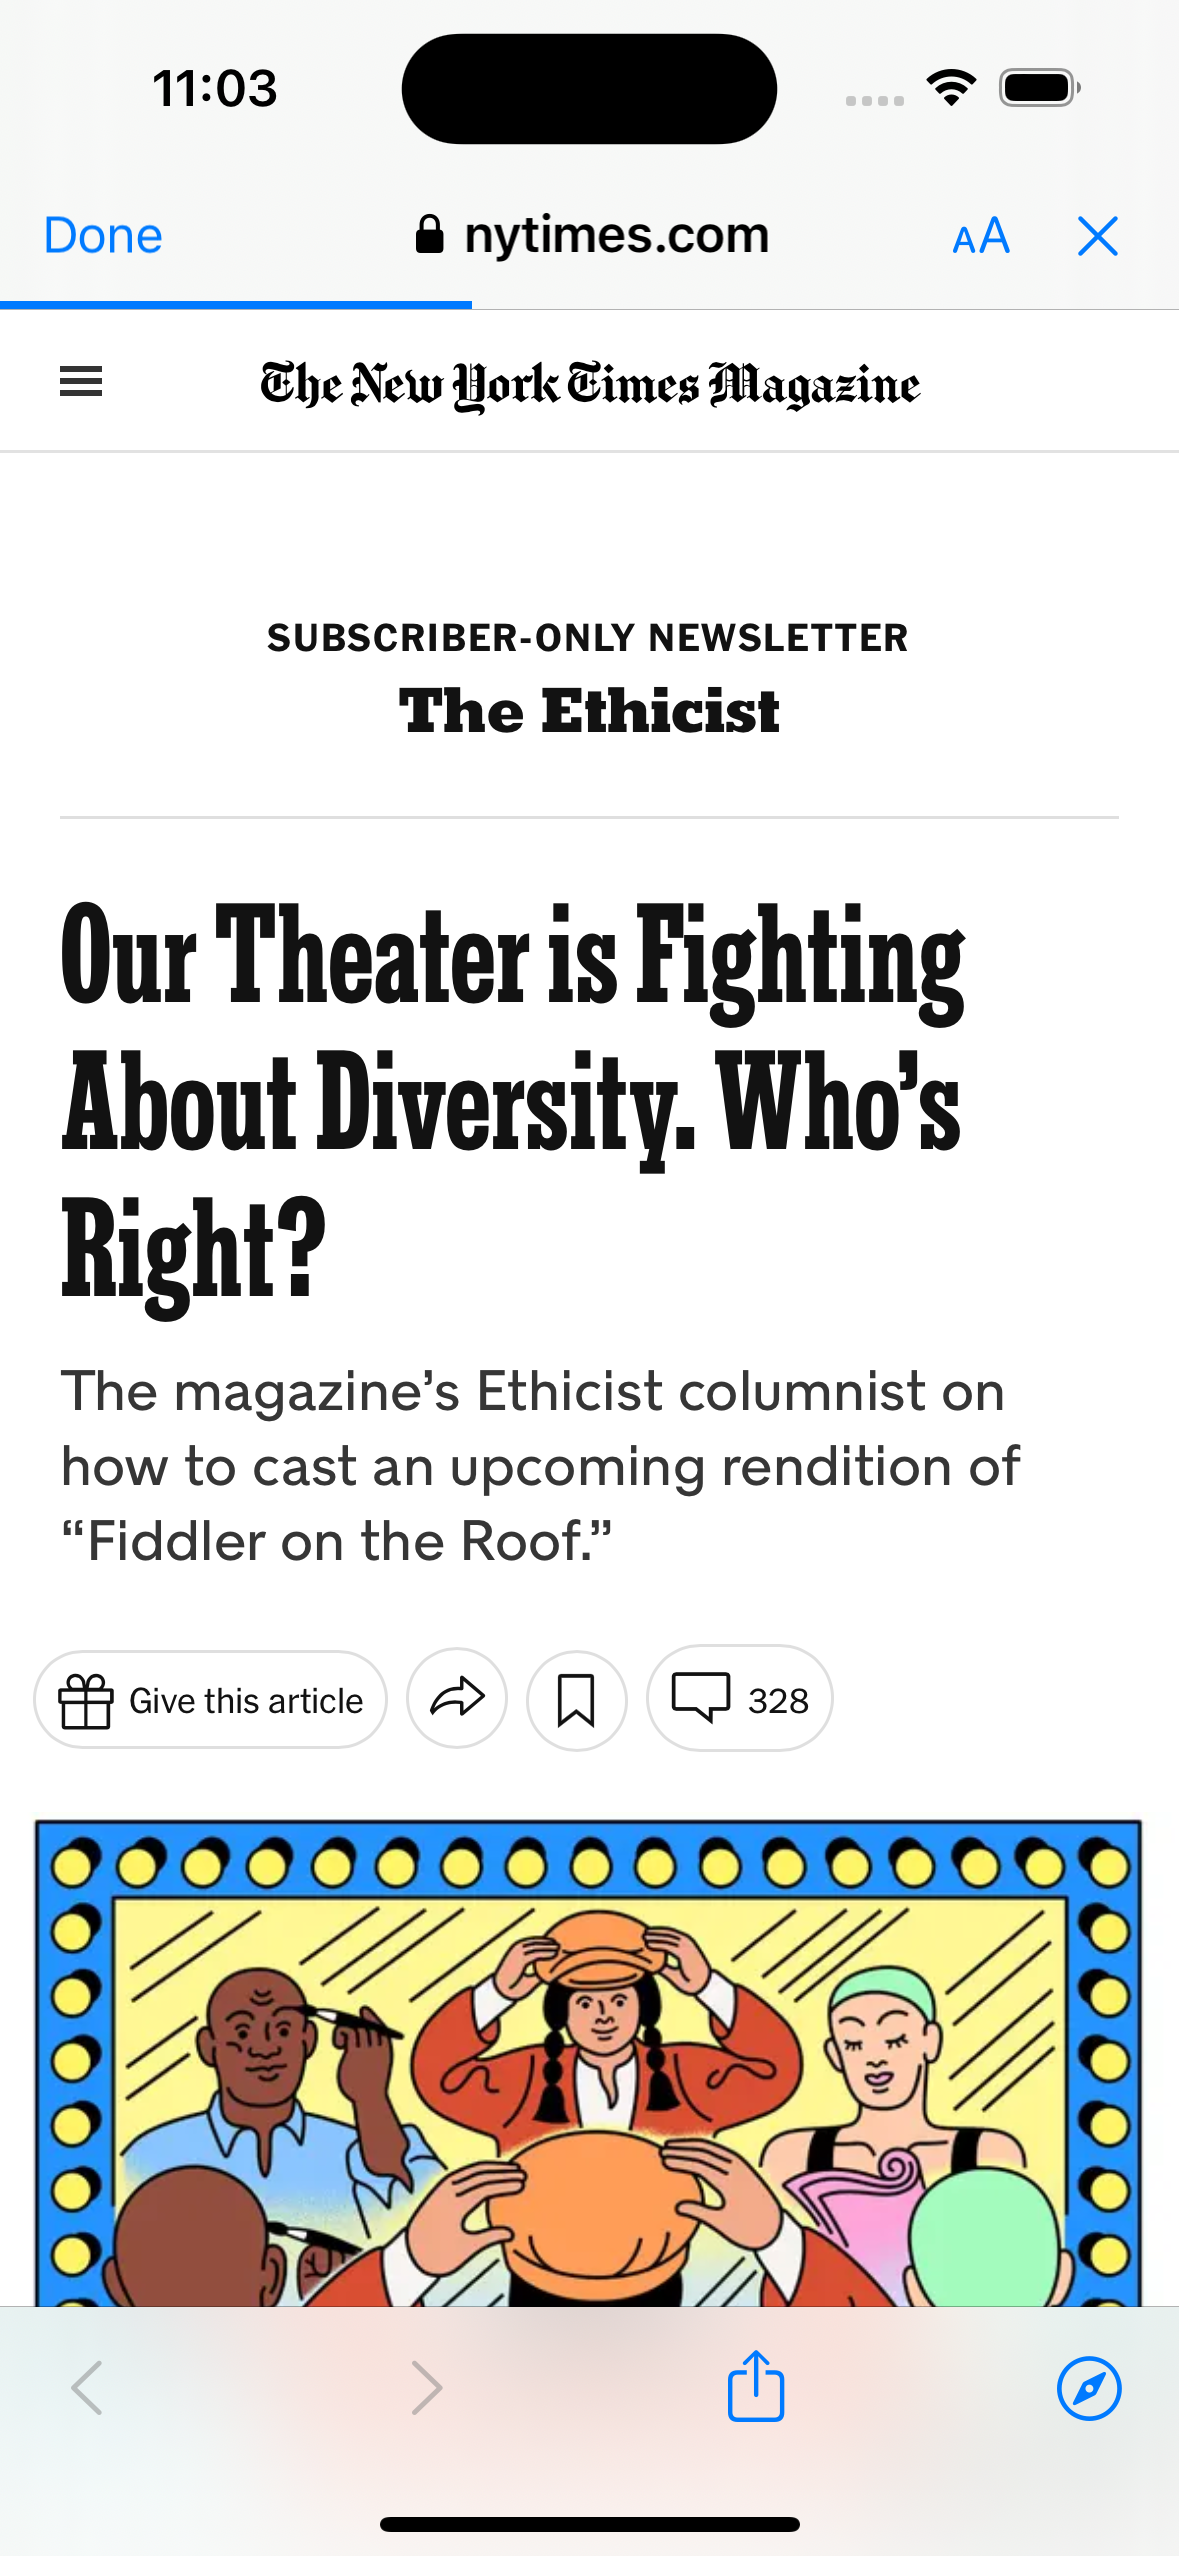 11:03
Done
nytimes.com
AA
The New York Times Magazine
SUBSCRIBER-ONLY NEWSLETTER
The Ethicist
Our Theater is Fighting
About Diversity. Who’s
Right?
The magazine’s Ethicist columnist on
how to cast an upcoming rendition of
“Fiddler on the Roof.”
Give this article
328